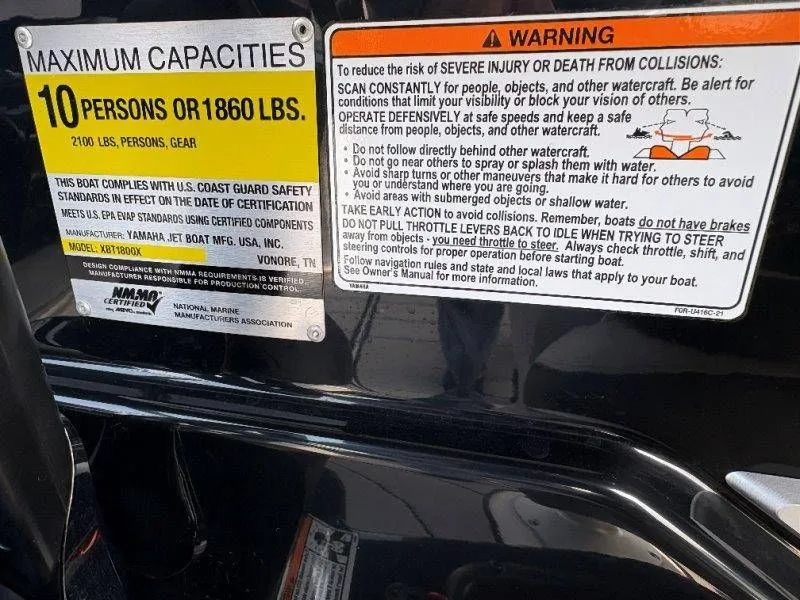 MAXIMUM CAPACITIES
10 PERSONS OR 1860 LBS.
2100 LBS, PERSONS, GEAR
THIS BOAT COMPLIES WITH U.S. COAST GUARD SAFETY
STANDARDS IN EFFECT ON THE DATE OF CERTIFICATION
MEETS U.S. EPA EVAP STANDARDS USING CERTIFIED COMPONENTS
MANUFACTURER: YAMAHA JET BOAT MFG. USA, INC.
MODEL: XBT1800X
VONORE, TN
DESIGN COMPLIANCE WITH NMMA REQUIREMENTS IS VERIFIED.
MANUFACTURER RESPONSIBLE FOR PRODUCTION CONTROL.
NMMA
CERTIFIED
NATIONAL MARINE
MANUFACTURERS ASSOCIATION
WARNING
To reduce the risk of SEVERE INJURY OR DEATH FROM COLLISIONS:
SCAN CONSTANTLY for people, objects, and other watercraft. Be alert for
conditions that limit your visibility or block your vision of others.
OPERATE DEFENSIVELY at safe speeds and keep a safe
distance from people, objects, and other watercraft.
• Do not follow directly behind other watercraft.
• Do not go near others to spray or splash them with water.
• Avoid sharp turns or other maneuvers that make it hard for others to avoid
you or understand where you are going.
• Avoid areas with submerged objects or shallow water.
TAKE EARLY ACTION to avoid collisions. Remember, boats do not have brakes
DO NOT PULL THROTTLE LEVERS BACK TO IDLE WHEN TRYING TO STEER
away from objects - you need throttle to steer. Always check throttle, shift, and
steering controls for proper operation before starting boat.
Follow navigation rules and state and local laws that apply to your boat.
See Owner's Manual for more information.
YAMAHA
F0R-U416C-21